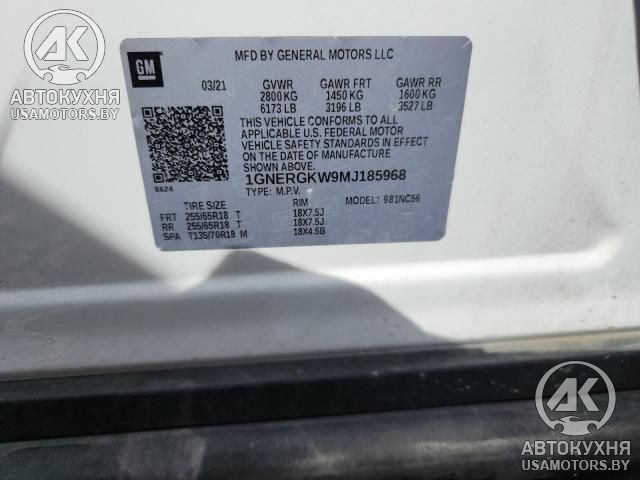 АВТОКУХНЯ
USAMOTORS.BY
GM
MFD BY GENERAL MOTORS LLC
03/21 GVWR GAWR FRT GAWR RR
2800 KG 1450 KG 1600 KG
6173 LB 3196 LB 3527 LB
THIS VEHICLE CONFORMS TO ALL
APPLICABLE U.S. FEDERAL MOTOR
VEHICLE SAFETY STANDARDS IN EFFECT
ON THE DATE OF MANUFACTURE
SHOWN ABOVE.
8624 1GNERGKW9MJ185968
TYPE: M.P.V. MODEL: 981NC56
TIRE SIZE RIM
FRT 255/65R18 T 18X7.5J
RR 255/65R18 T 18X7.5J
SPA T135/70R18 M 18X4.5B
АК
АВТОКУХНЯ
USAMOTORS.BY